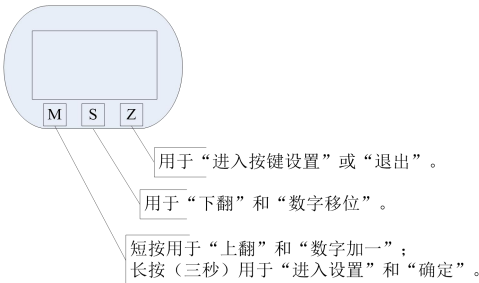 M S Z
用于“进入按键设置”或“退出”。
用于“下翻”和“数字移位”。
短按用于“上翻”和“数字加一”；
长按（三秒）用于“进入设置”和“确定”。